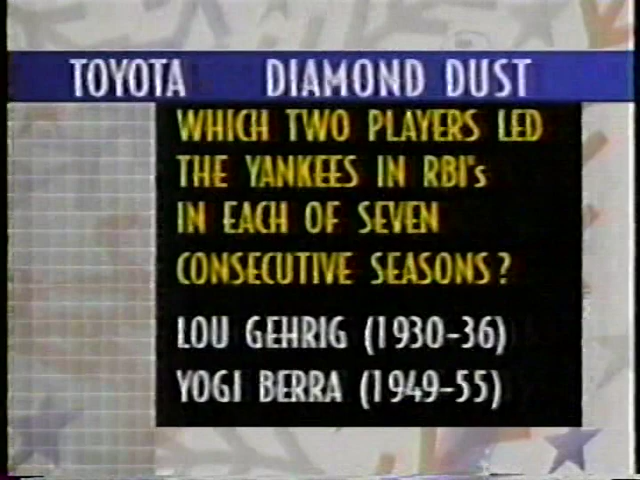 TOYOTA DIAMOND DUST
WHICH TWO PLAYERS LED
THE YANKEES IN RBI's
IN EACH OF SEVEN
CONSECUTIVE SEASONS?
LOU GEHRIG (1930-36)
YOGI BERRA (1949-55)